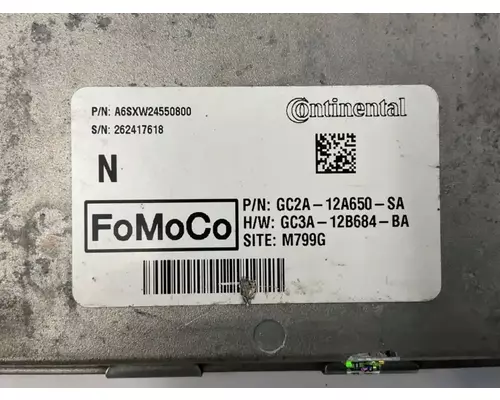 P/N: A6SXW24550800
S/N: 262417618
Continental
N
FoMoCo
P/N: GC2A-12A650-SA
H/W: GC3A-12B684-BA
SITE: M799G